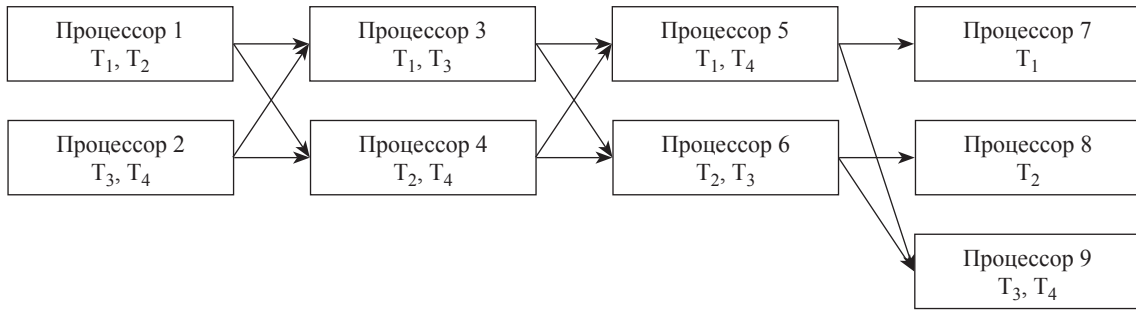 Процессор 1
T₁, T₂
Процессор 3
T₁, T₃
Процессор 5
T₁, T₄
Процессор 7
T₁
Процессор 2
T₃, T₄
Процессор 4
T₂, T₄
Процессор 6
T₂, T₃
Процессор 8
T₂
Процессор 9
T₃, T₄